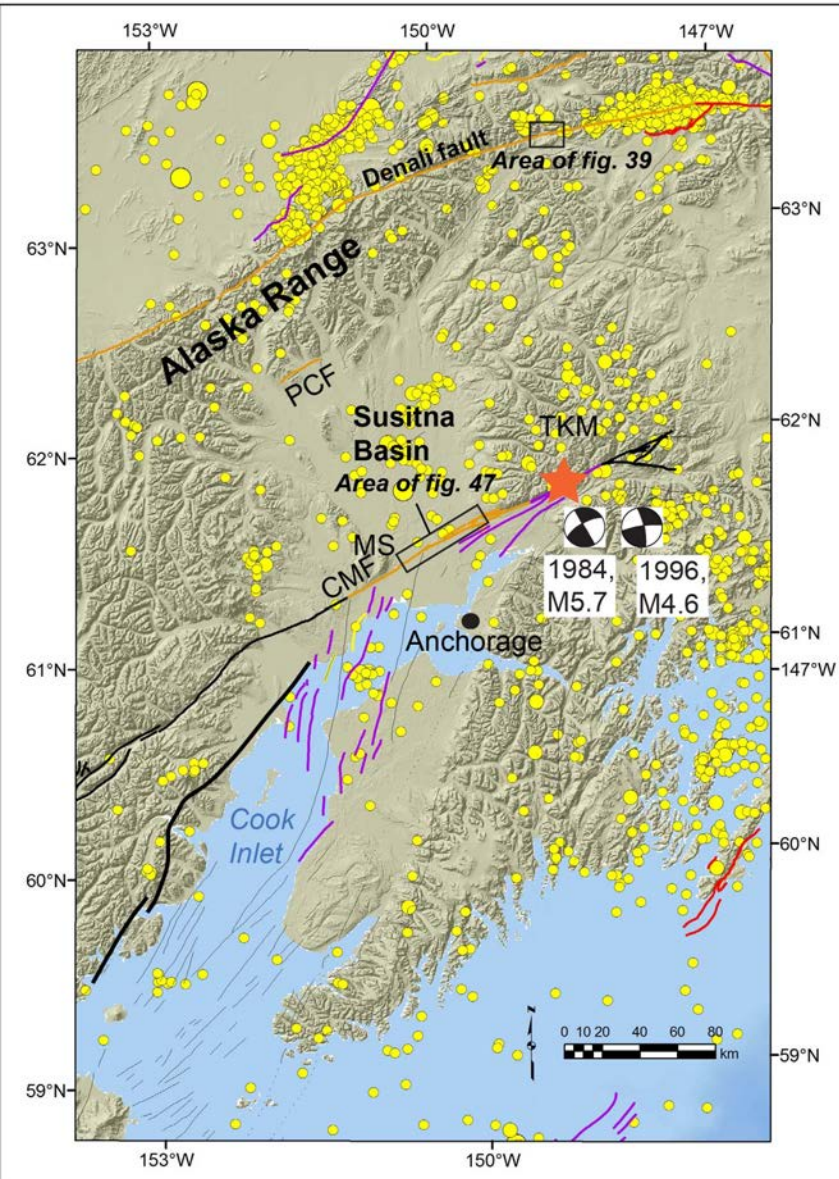 153°W 150°W 147°W
Denali fault
Area of fig. 39
63°N
63°N
Alaska Range
PCF
Susitna
Basin
Area of fig. 47
TKM
62°N
62°N
MS
CMF
1984,
M5.7
1996,
M4.6
Anchorage
61°N
61°N
147°W
Cook
Inlet
60°N
60°N
0 10 20 40 60 80
km
59°N
59°N
153°W 150°W